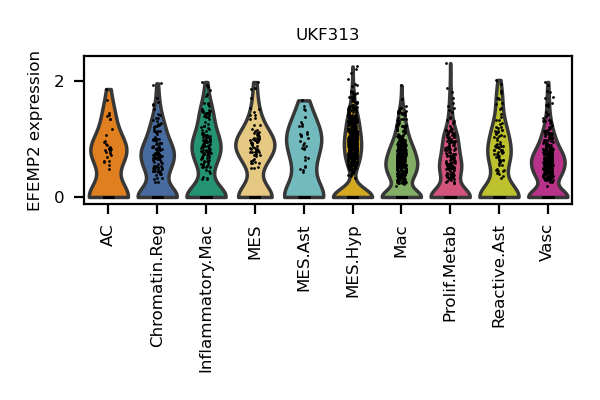 UKF313
EFEMP2 expression
2
0
AC
Chromatin.Reg
Inflammatory.Mac
MES
MES.Ast
MES.Hyp
Mac
Prolif.Metab
Reactive.Ast
Vasc